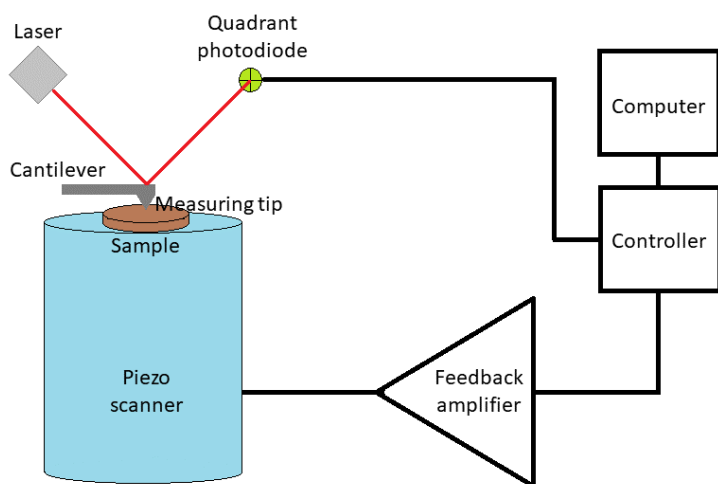 Laser
Quadrant
photodiode
Computer
Cantilever
Measuring tip
Sample
Controller
Piezo
scanner
Feedback
amplifier